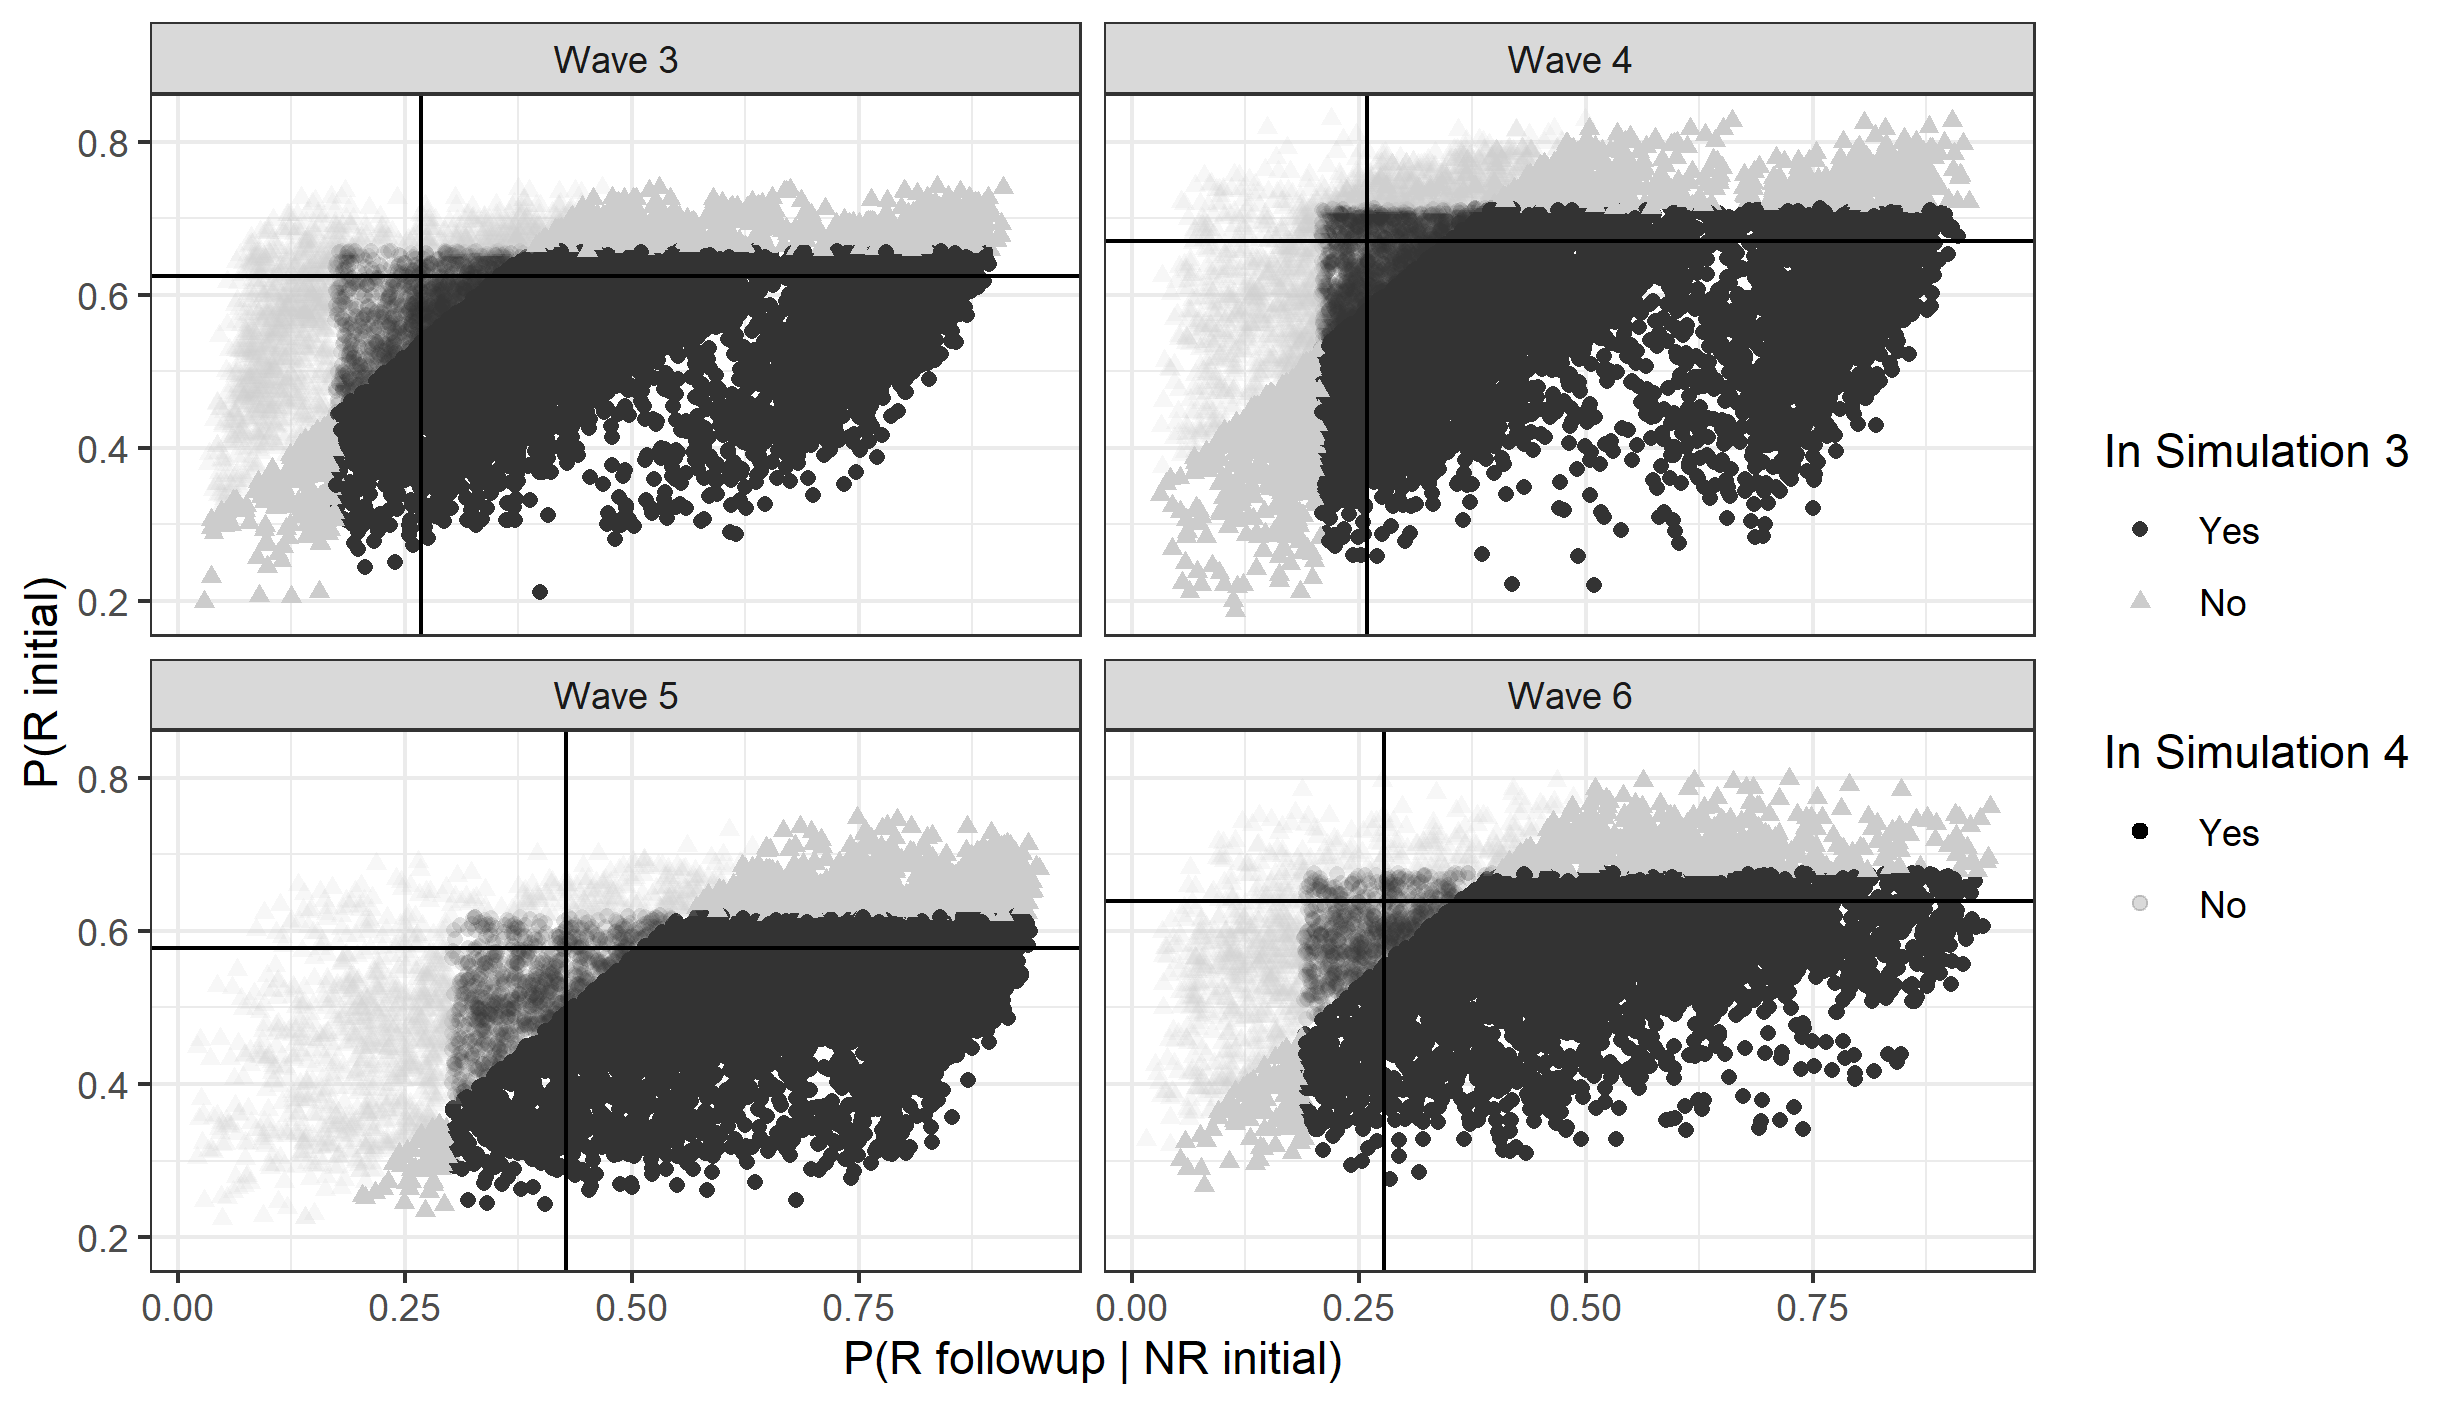 Wave 3
Wave 4
0.8
0.6
0.4
0.2
Wave 5
Wave 6
0.8
0.6
0.4
0.2
0.00
0.25
0.50
0.75
0.00
0.25
0.50
0.75
P(R followup | NR initial)
P(R initial)
In Simulation 3
Yes
No
In Simulation 4
Yes
No